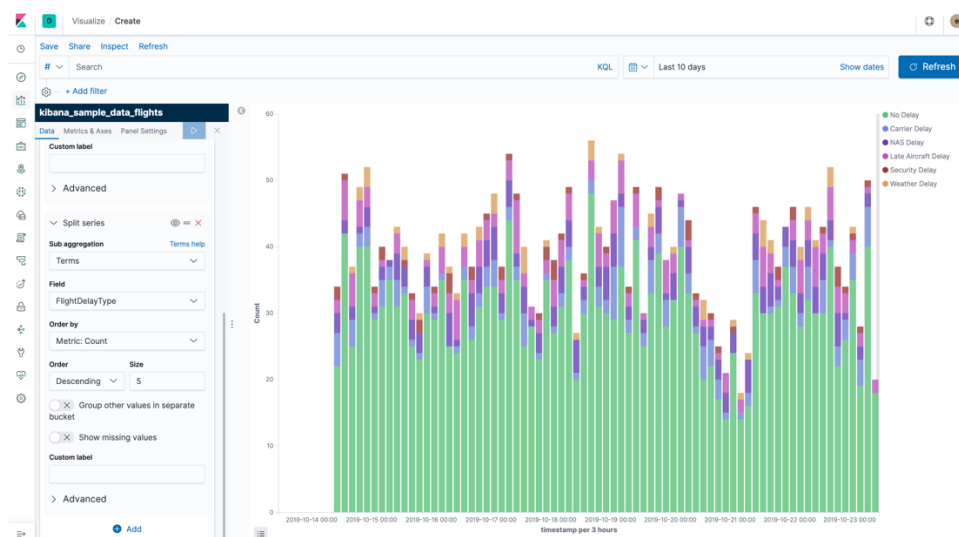 D Visualize / Create e
Save Share Inspect Refresh
# Search KQL Last 10 days Show dates Refresh
+ Add filter
kibana_sample_data_flights
Data Metrics & Axes Panel Settings
Custom label
Advanced
Split series
Sub aggregation Terms help
Terms
Field
FlightDelayType
Order by
Metric: Count
Order Size
Descending 5
Group other values in separate
bucket
Show missing values
Custom label
Advanced
Add
60
50
40
30
20
10
0
Count
2019-10-14 00:00 2019-10-15 00:00 2019-10-16 00:00 2019-10-17 00:00 2019-10-18 00:00 2019-10-19 00:00 2019-10-20 00:00 2019-10-21 00:00 2019-10-22 00:00 2019-10-23 00:00
timestamp per 3 hours
No Delay
Carrier Delay
NAS Delay
Late Aircraft Delay
Security Delay
Weather Delay